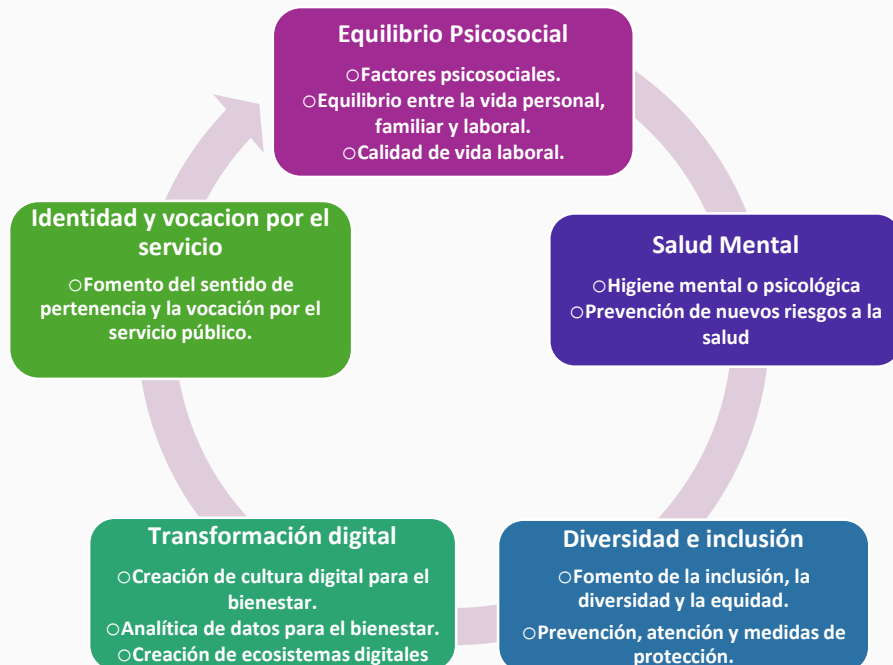 Equilibrio Psicosocial
○Factores psicosociales.
○Equilibrio entre la vida personal,
familiar y laboral.
○Calidad de vida laboral.
Salud Mental
○Higiene mental o psicológica
○Prevención de nuevos riesgos a la
salud
Diversidad e inclusión
○Fomento de la inclusión, la
diversidad y la equidad.
○Prevención, atención y medidas de
protección.
Transformación digital
○Creación de cultura digital para el
bienestar.
○Analítica de datos para el bienestar.
○Creación de ecosistemas digitales
Identidad y vocacion por el
servicio
○Fomento del sentido de
pertenencia y la vocación por el
servicio público.